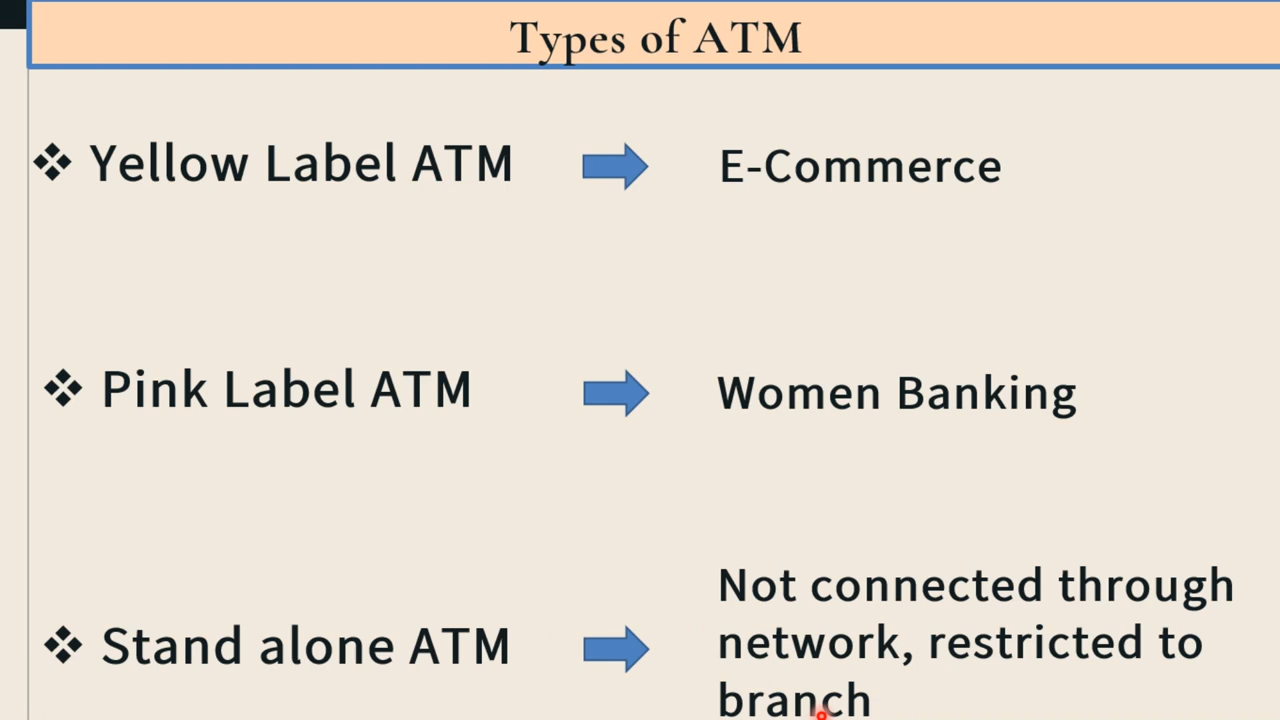 Types of ATM
❖ Yellow Label ATM
E-Commerce
❖ Pink Label ATM
Women Banking
❖ Stand alone ATM
Not connected through
network, restricted to
branch